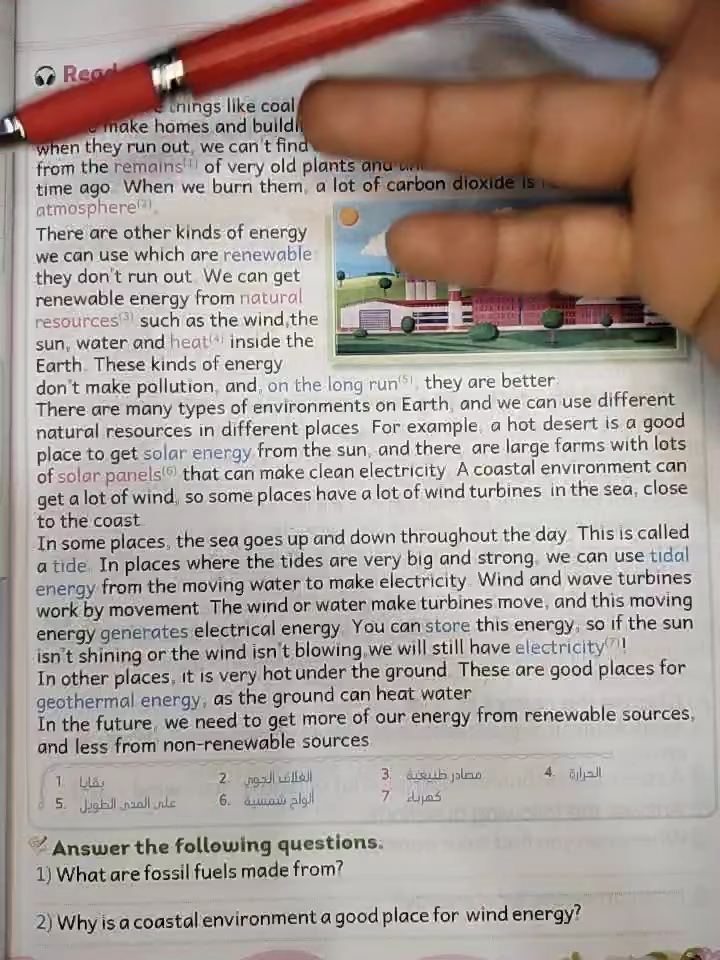 Read
things like coal
make homes and buildi
when they run out, we can't find
from the remains(1) of very old plants and
time ago. When we burn them, a lot of carbon dioxide is
atmosphere(2).
There are other kinds of energy
we can use which are renewable
they don't run out. We can get
renewable energy from natural
resources(3) such as the wind,the
sun, water and heat(4) inside the
Earth. These kinds of energy
don't make pollution, and, on the long run(5), they are better.
There are many types of environments on Earth, and we can use different
natural resources in different places. For example, a hot desert is a good
place to get solar energy from the sun, and there are large farms with lots
of solar panels(6) that can make clean electricity. A coastal environment can
get a lot of wind, so some places have a lot of wind turbines in the sea, close
to the coast.
In some places, the sea goes up and down throughout the day. This is called
a tide. In places where the tides are very big and strong, we can use tidal
energy from the moving water to make electricity. Wind and wave turbines
work by movement. The wind or water make turbines move, and this moving
energy generates electrical energy. You can store this energy, so if the sun
isn't shining or the wind isn't blowing,we will still have electricity(7)!
In other places, it is very hot under the ground. These are good places for
geothermal energy, as the ground can heat water.
In the future, we need to get more of our energy from renewable sources,
and less from non-renewable sources.
1. بقايا 2. الغلاف الجوي 3. مصادر طبيعية 4. الحرارة
5. على المدى الطويل 6. ألواح شمسية 7. كهرباء
Answer the following questions.
1) What are fossil fuels made from?
2) Why is a coastal environment a good place for wind energy?